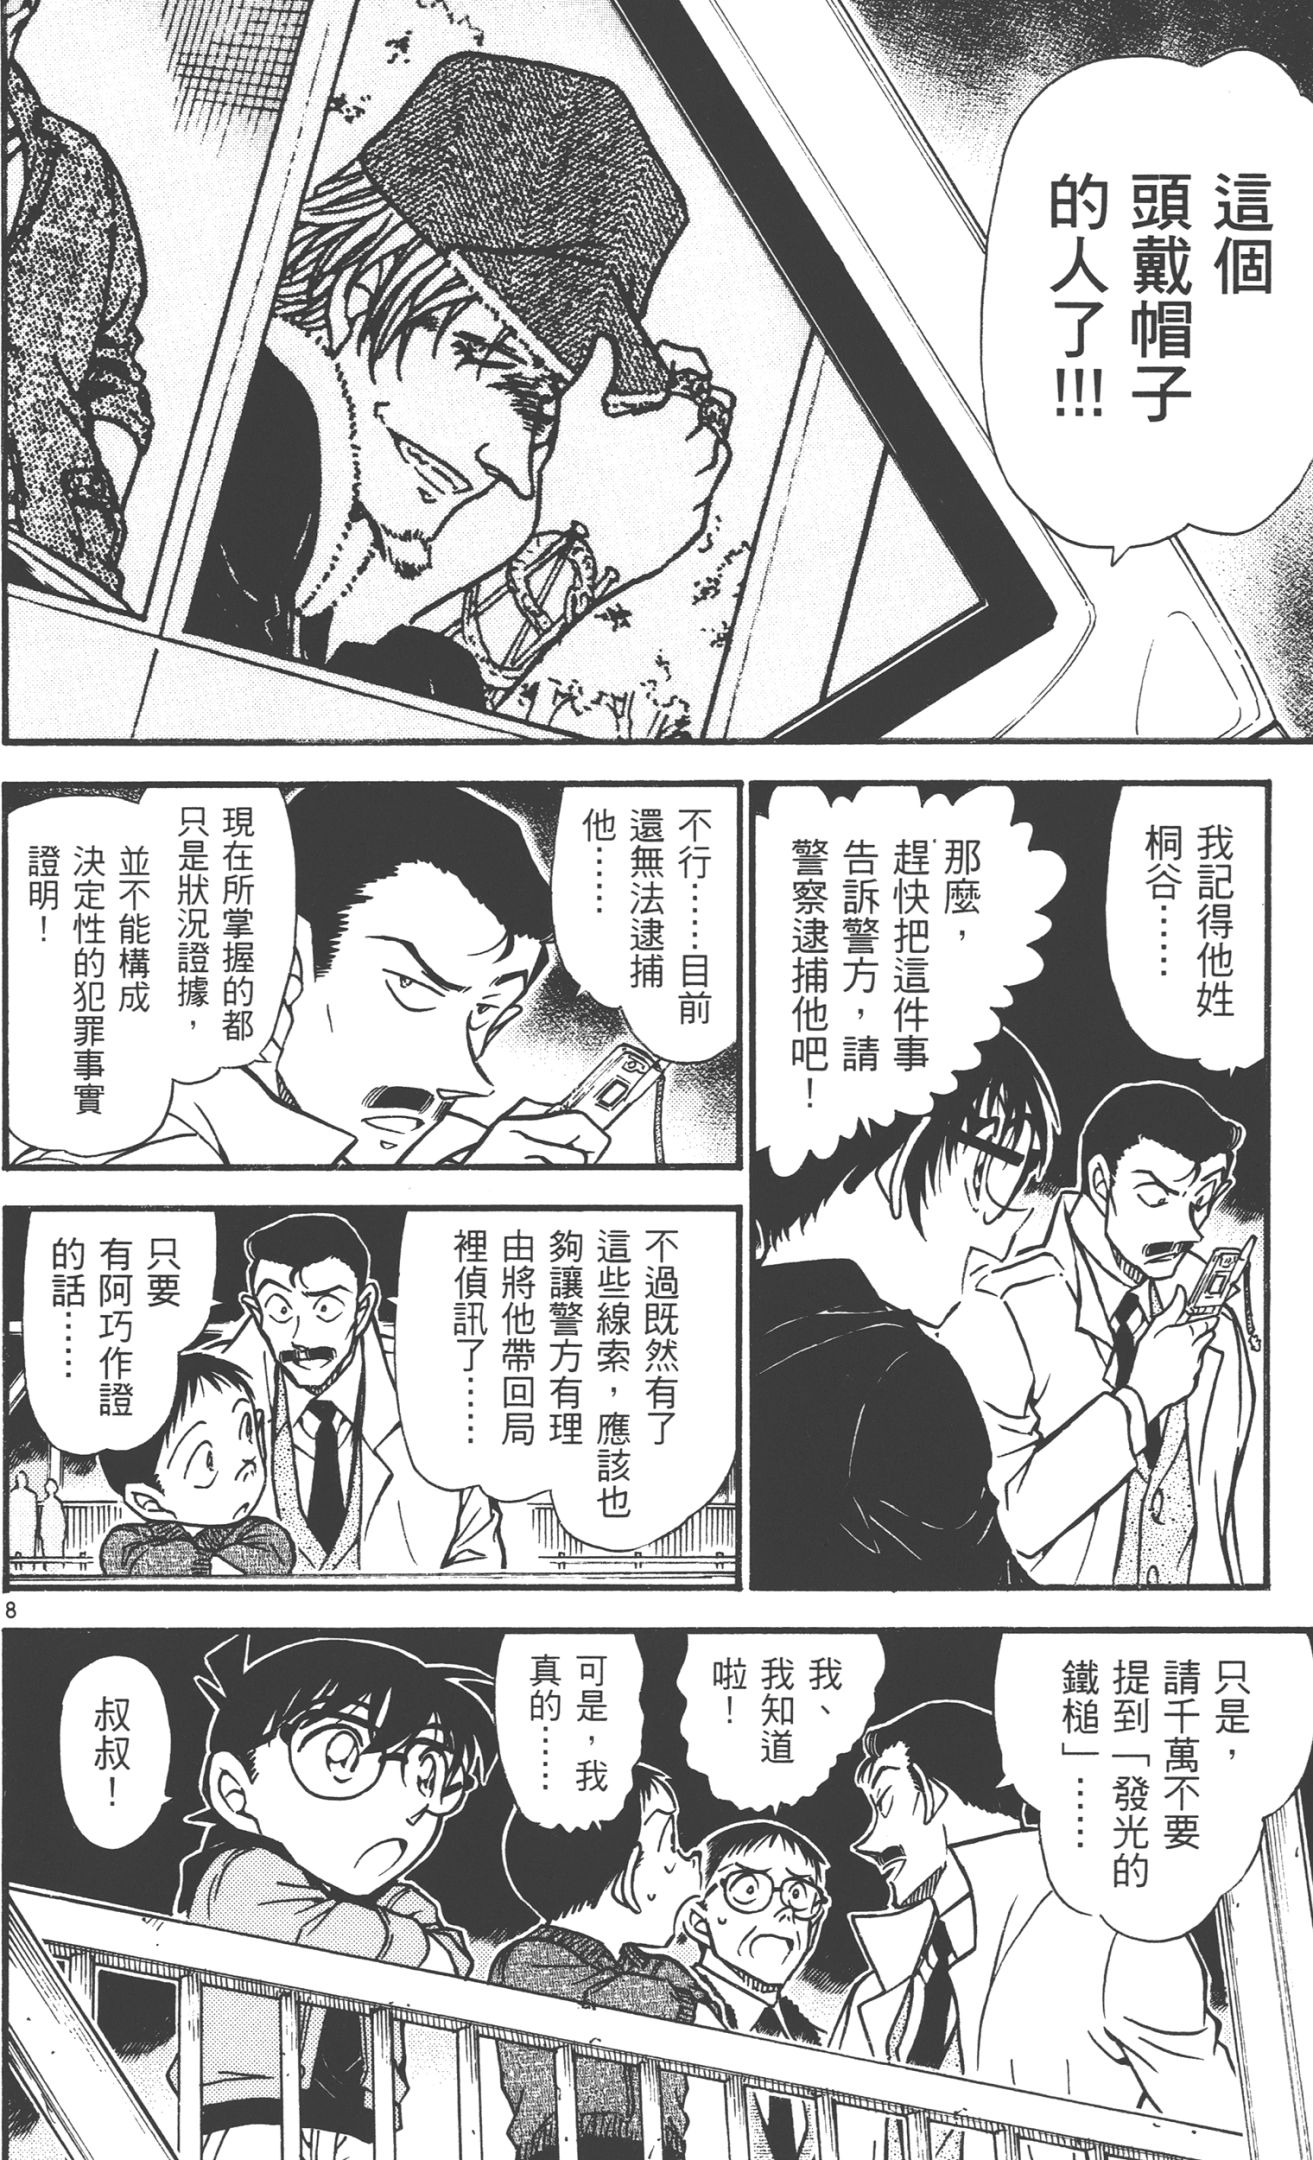 這個
頭戴帽子
的人了!!!
我記得他姓
桐谷……
那麼，
趕快把這件事
告訴警方，請
警察逮捕他吧！
不行……目前
還無法逮捕
他……
現在所掌握的都
只是狀況證據，
並不能構成
決定性的犯罪事實
證明！
不過既然有了
這些線索，應該也
夠讓警方有理
由將他帶回局
裡偵訊了……
只要
有阿巧作證
的話……
只是，
請千萬不要
提到「發光的
鐵槌」……
我、
我知道
啦！
可是，我
真的……
叔叔！
8